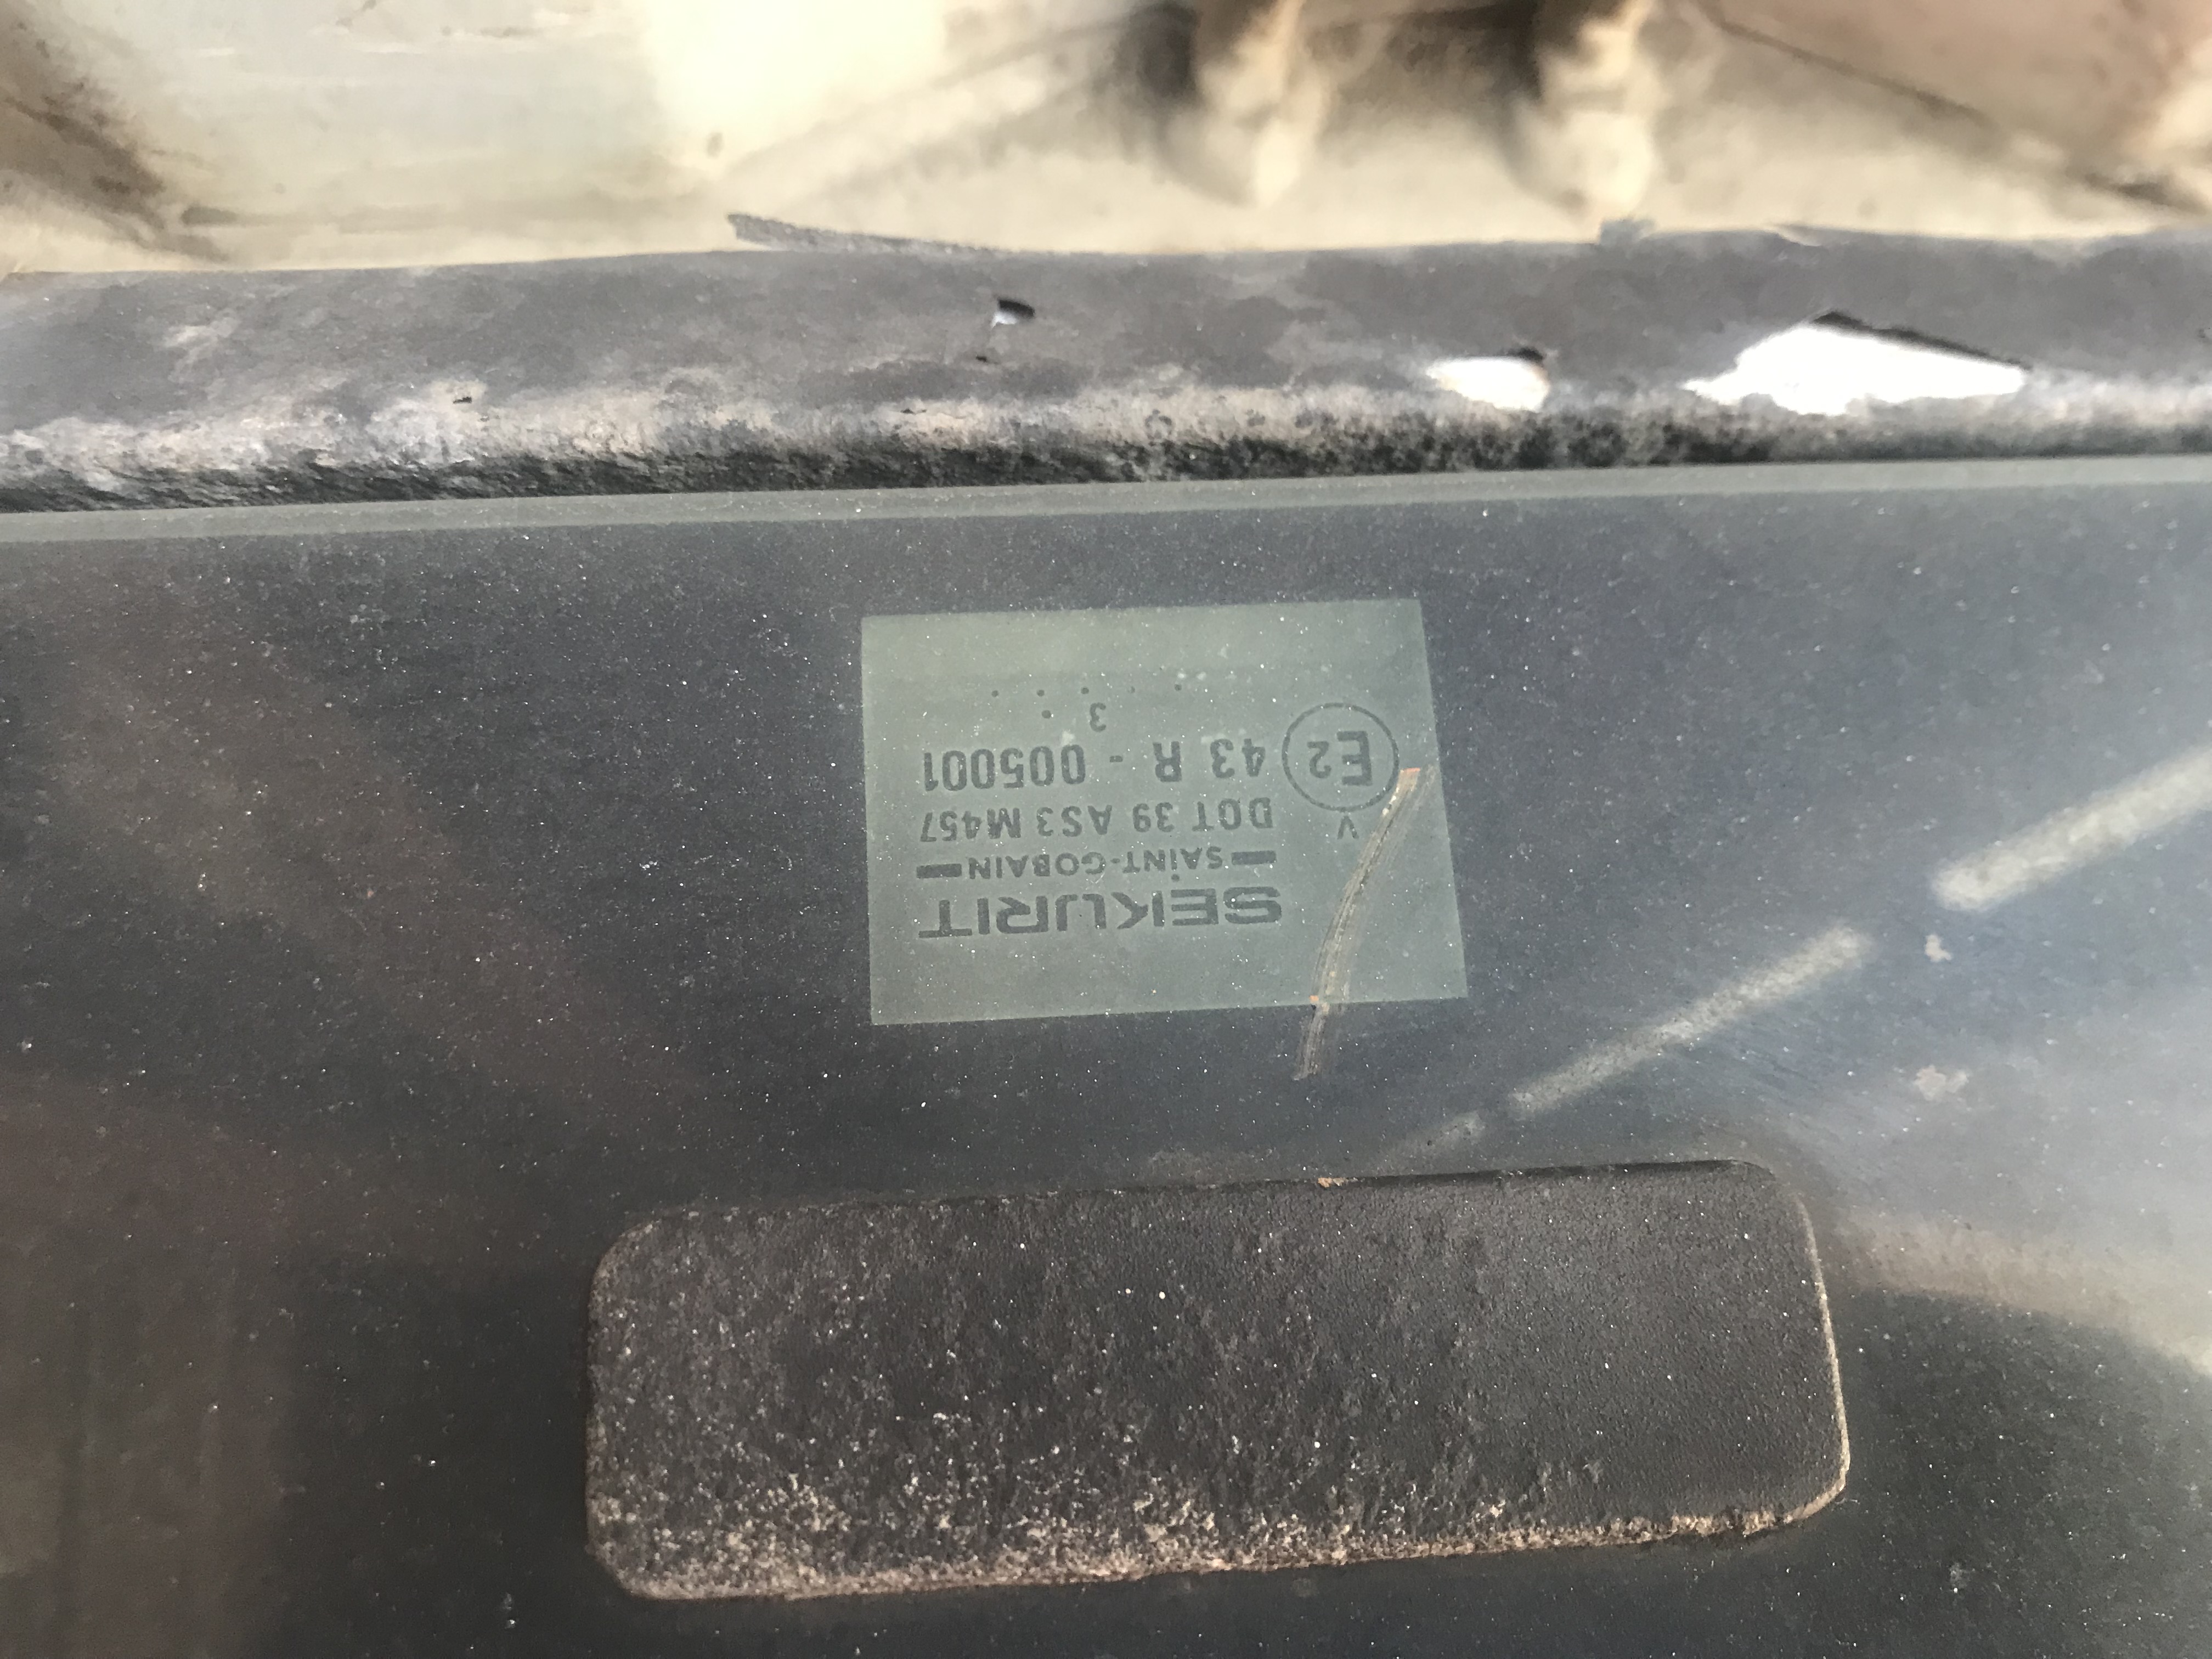 SEKURIT
SAINT-GOBAIN
DOT 39 AS3 M457
V
E2 43 R - 005001
3